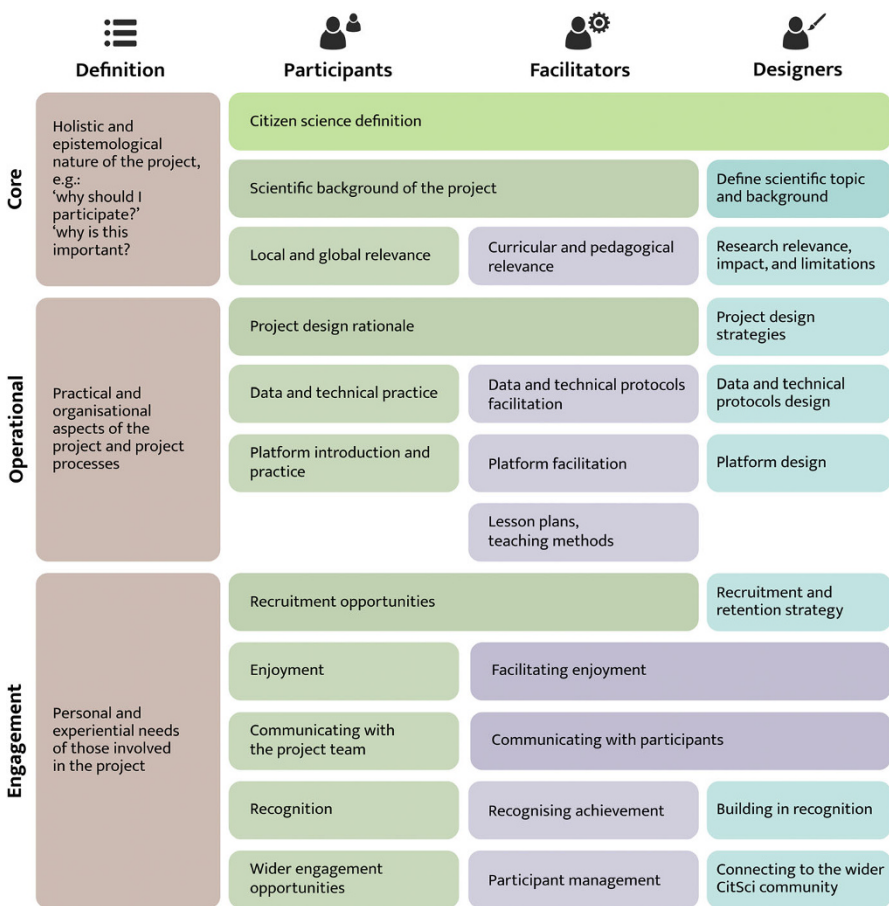 Definition
Participants
Facilitators
Designers
Core
Holistic and
epistemological
nature of the project,
e.g.:
‘why should I
participate?’
‘why is this
important?
Citizen science definition
Scientific background of the project
Define scientific topic
and background
Local and global relevance
Curricular and pedagogical
relevance
Research relevance,
impact, and limitations
Operational
Practical and
organisational
aspects of the
project and project
processes
Project design rationale
Project design
strategies
Data and technical practice
Data and technical protocols
facilitation
Data and technical
protocols design
Platform introduction and
practice
Platform facilitation
Platform design
Lesson plans,
teaching methods
Engagement
Personal and
experiential needs
of those involved
in the project
Recruitment opportunities
Recruitment and
retention strategy
Enjoyment
Facilitating enjoyment
Communicating with
the project team
Communicating with participants
Recognition
Recognising achievement
Building in recognition
Wider engagement
opportunities
Participant management
Connecting to the wider
CitSci community